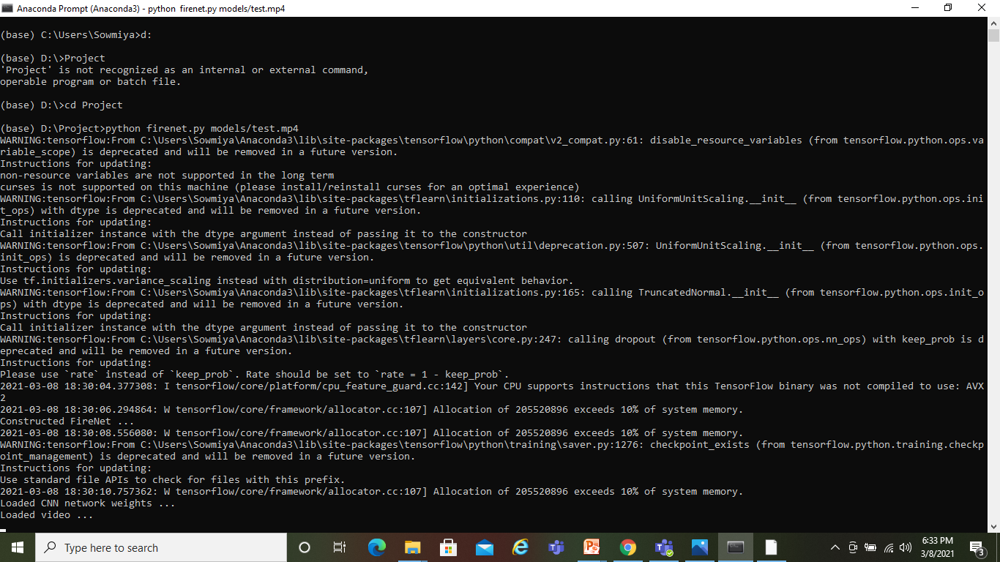 Anaconda Prompt (Anaconda3) - python  firenet.py models/test.mp4
(base) C:\Users\Sowmiya>d:
(base) D:\>Project
'Project' is not recognized as an internal or external command,
operable program or batch file.
(base) D:\>cd Project
(base) D:\Project>python firenet.py models/test.mp4
WARNING:tensorflow:From C:\Users\Sowmiya\Anaconda3\lib\site-packages\tensorflow\python\compat\v2_compat.py:61: disable_resource_variables (from tensorflow.python.ops.va
riable_scope) is deprecated and will be removed in a future version.
Instructions for updating:
non-resource variables are not supported in the long term
curses is not supported on this machine (please install/reinstall curses for an optimal experience)
WARNING:tensorflow:From C:\Users\Sowmiya\Anaconda3\lib\site-packages\tflearn\initializations.py:110: calling UniformUnitScaling.__init__ (from tensorflow.python.ops.ini
t_ops) with dtype is deprecated and will be removed in a future version.
Instructions for updating:
Call initializer instance with the dtype argument instead of passing it to the constructor
WARNING:tensorflow:From C:\Users\Sowmiya\Anaconda3\lib\site-packages\tensorflow\python\util\deprecation.py:507: UniformUnitScaling.__init__ (from tensorflow.python.ops.
init_ops) is deprecated and will be removed in a future version.
Instructions for updating:
Use tf.initializers.variance_scaling instead with distribution=uniform to get equivalent behavior.
WARNING:tensorflow:From C:\Users\Sowmiya\Anaconda3\lib\site-packages\tflearn\initializations.py:165: calling TruncatedNormal.__init__ (from tensorflow.python.ops.init_o
ps) with dtype is deprecated and will be removed in a future version.
Instructions for updating:
Call initializer instance with the dtype argument instead of passing it to the constructor
WARNING:tensorflow:From C:\Users\Sowmiya\Anaconda3\lib\site-packages\tflearn\layers\core.py:247: calling dropout (from tensorflow.python.ops.nn_ops) with keep_prob is d
eprecated and will be removed in a future version.
Instructions for updating:
Please use `rate` instead of `keep_prob`. Rate should be set to `rate = 1 - keep_prob`.
2021-03-08 18:30:04.377308: I tensorflow/core/platform/cpu_feature_guard.cc:142] Your CPU supports instructions that this TensorFlow binary was not compiled to use: AVX
2
2021-03-08 18:30:06.294864: W tensorflow/core/framework/allocator.cc:107] Allocation of 205520896 exceeds 10% of system memory.
Constructed FireNet ...
2021-03-08 18:30:08.556080: W tensorflow/core/framework/allocator.cc:107] Allocation of 205520896 exceeds 10% of system memory.
WARNING:tensorflow:From C:\Users\Sowmiya\Anaconda3\lib\site-packages\tensorflow\python\training\saver.py:1276: checkpoint_exists (from tensorflow.python.training.checkp
oint_management) is deprecated and will be removed in a future version.
Instructions for updating:
Use standard file APIs to check for files with this prefix.
2021-03-08 18:30:10.757362: W tensorflow/core/framework/allocator.cc:107] Allocation of 205520896 exceeds 10% of system memory.
Loaded CNN network weights ...
Loaded video ...
Type here to search
6:33 PM
3/8/2021
3